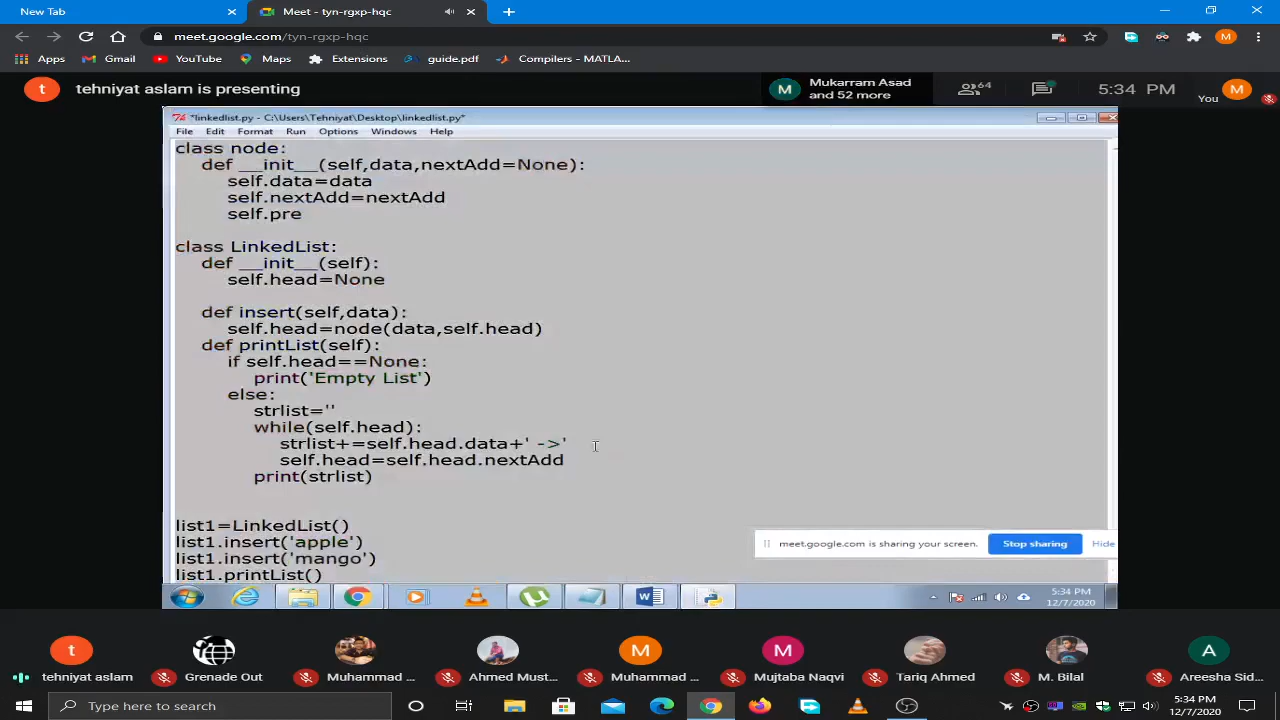 New Tab
Meet - tyn-rgxp-hqc
meet.google.com/tyn-rgxp-hqc
M
Apps
Gmail
YouTube
Maps
Extensions
guide.pdf
Compilers - MATLA...
t
tehniyat aslam is presenting
M
Mukarram Asad
and 52 more
64
5:34 PM
You
M
*linkedlist.py - C:\Users\Tehniyat\Desktop\linkedlist.py*
File Edit Format Run Options Windows Help
class node:
def __init__(self,data,nextAdd=None):
self.data=data
self.nextAdd=nextAdd
self.pre
class LinkedList:
def __init__(self):
self.head=None
def insert(self,data):
self.head=node(data,self.head)
def printList(self):
if self.head==None:
print('Empty List')
else:
strlist=''
while(self.head):
strlist+=self.head.data+' ->'
self.head=self.head.nextAdd
print(strlist)
list1=LinkedList()
list1.insert('apple')
list1.insert('mango')
list1.printList()
meet.google.com is sharing your screen.
Stop sharing
Hide
5:34 PM
12/7/2020
t
M
M
A
tehniyat aslam
Grenade Out
Muhammad ...
Ahmed Must...
Muhammad ...
Mujtaba Naqvi
Tariq Ahmed
M. Bilal
Areesha Sid...
Type here to search
5:34 PM
12/7/2020